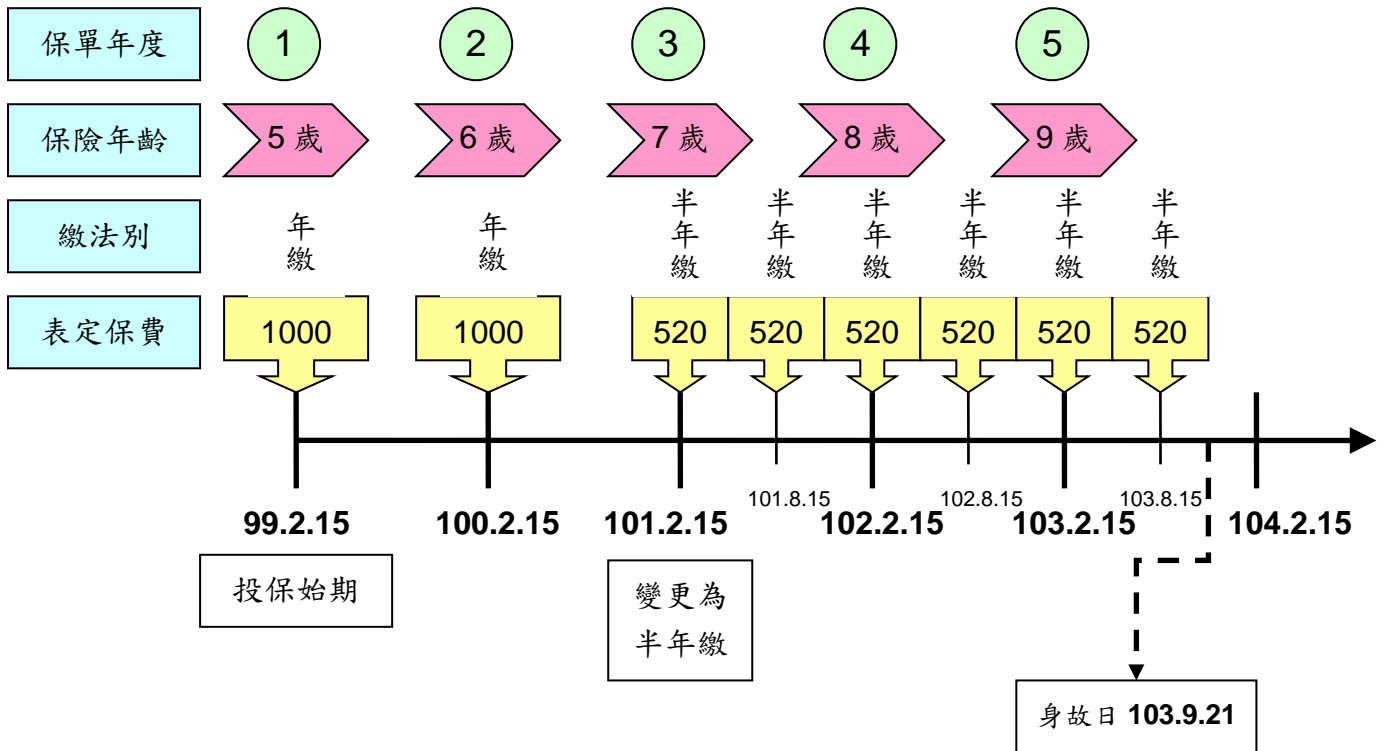 保單年度
1
2
3
4
5
保險年齡
5 歲
6 歲
7 歲
8 歲
9 歲
繳法別
年繳
年繳
半年繳
半年繳
半年繳
半年繳
半年繳
半年繳
表定保費
1000
1000
520
520
520
520
520
520
99.2.15
100.2.15
101.2.15
101.8.15
102.2.15
102.8.15
103.2.15
103.8.15
104.2.15
投保始期
變更為
半年繳
身故日 103.9.21